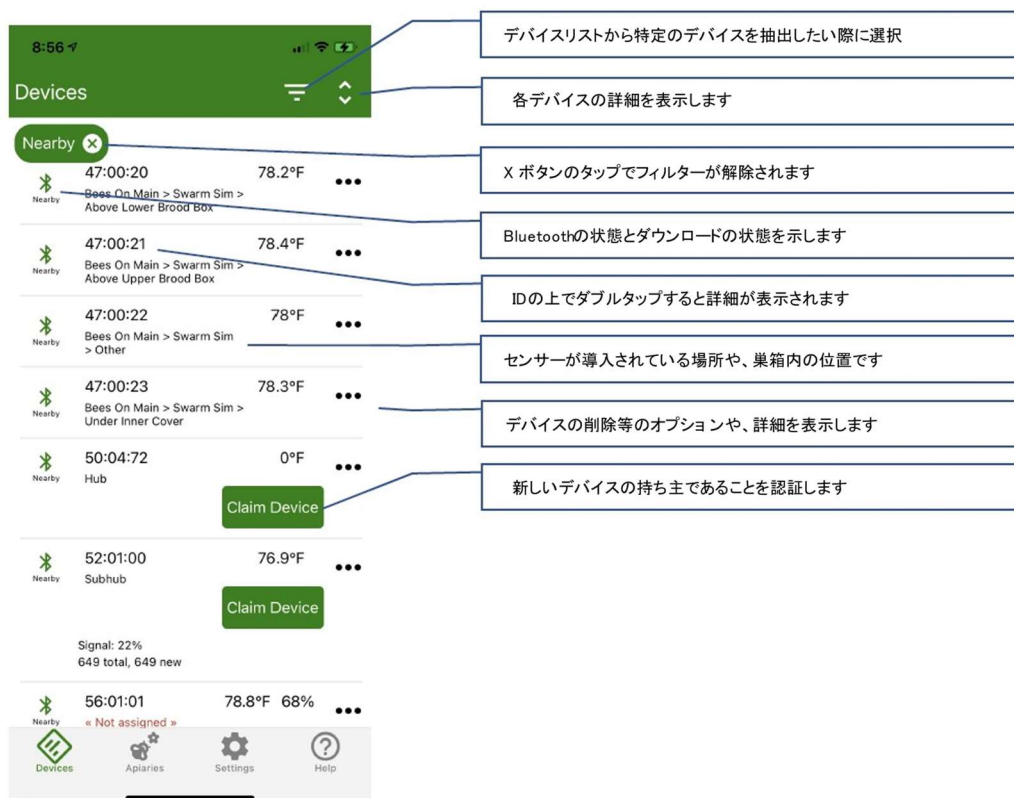 8:56
Devices
Nearby
47:00:20 78.2°F
Nearby
Bees On Main > Swarm Sim >
Above Lower Brood Box
47:00:21 78.4°F
Nearby
Bees On Main > Swarm Sim >
Above Upper Brood Box
47:00:22 78°F
Nearby
Bees On Main > Swarm Sim
> Other
47:00:23 78.3°F
Nearby
Bees On Main > Swarm Sim >
Under Inner Cover
50:04:72 0°F
Nearby
Hub
Claim Device
52:01:00 76.9°F
Nearby
Subhub
Claim Device
Signal: 22%
649 total, 649 new
56:01:01 78.8°F 68%
Nearby
« Not assigned »
Devices
Apiaries
Settings
Help
デバイスリストから特定のデバイスを抽出したい際に選択
各デバイスの詳細を表示します
X ボタンのタップでフィルターが解除されます
Bluetoothの状態とダウンロードの状態を示します
IDの上でダブルタップすると詳細が表示されます
センサーが導入されている場所や、巣箱内の位置です
デバイスの削除等のオプションや、詳細を表示します
新しいデバイスの持ち主であることを認証します